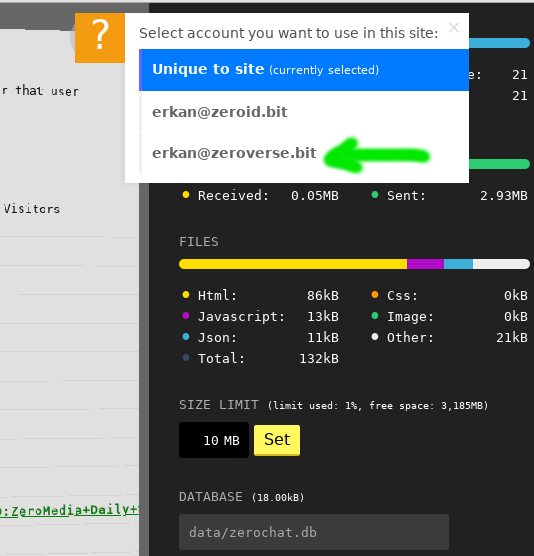 ?
Select account you want to use in this site: ×
Unique to site (currently selected)
erkan@zeroid.bit
erkan@zeroverse.bit
r that user
Visitors
:ZeroMedia+Daily+
e: 21
21
Received: 0.05MB Sent: 2.93MB
FILES
Html: 86kB Css: 0kB
Javascript: 13kB Image: 0kB
Json: 11kB Other: 21kB
Total: 132kB
SIZE LIMIT (limit used: 1%, free space: 3,185MB)
10 MB Set
DATABASE (18.00kB)
data/zerochat.db